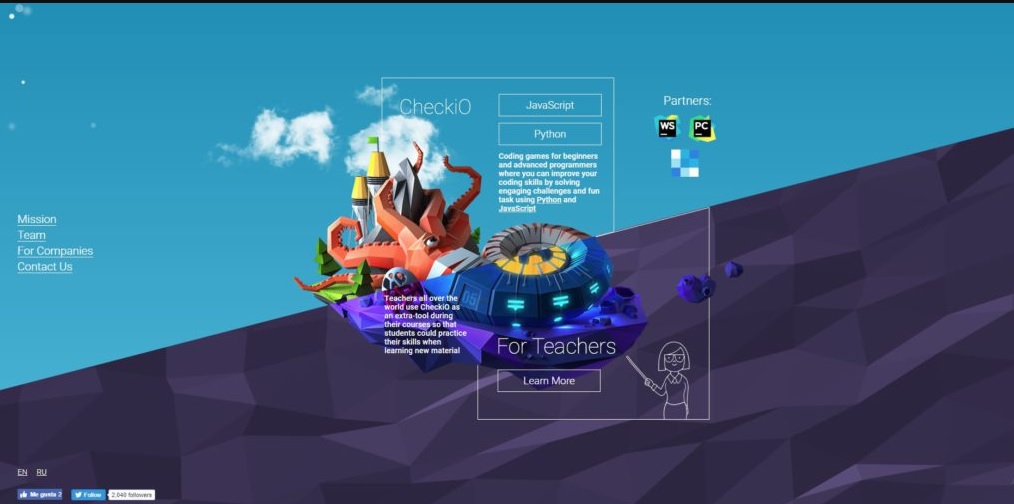 CheckiO
JavaScript
Python
Coding games for beginners
and advanced programmers
where you can improve your
coding skills by solving
engaging challenges and fun
task using Python and
JavaScript
Partners:
WS
PC
Mission
Team
For Companies
Contact Us
05
Teachers all over the
world use CheckiO as
an extra-tool during
their courses so that
students could practice
their skills when
learning new material
For Teachers
Learn More
EN RU
Me gusta 2
Follow
2,040 followers